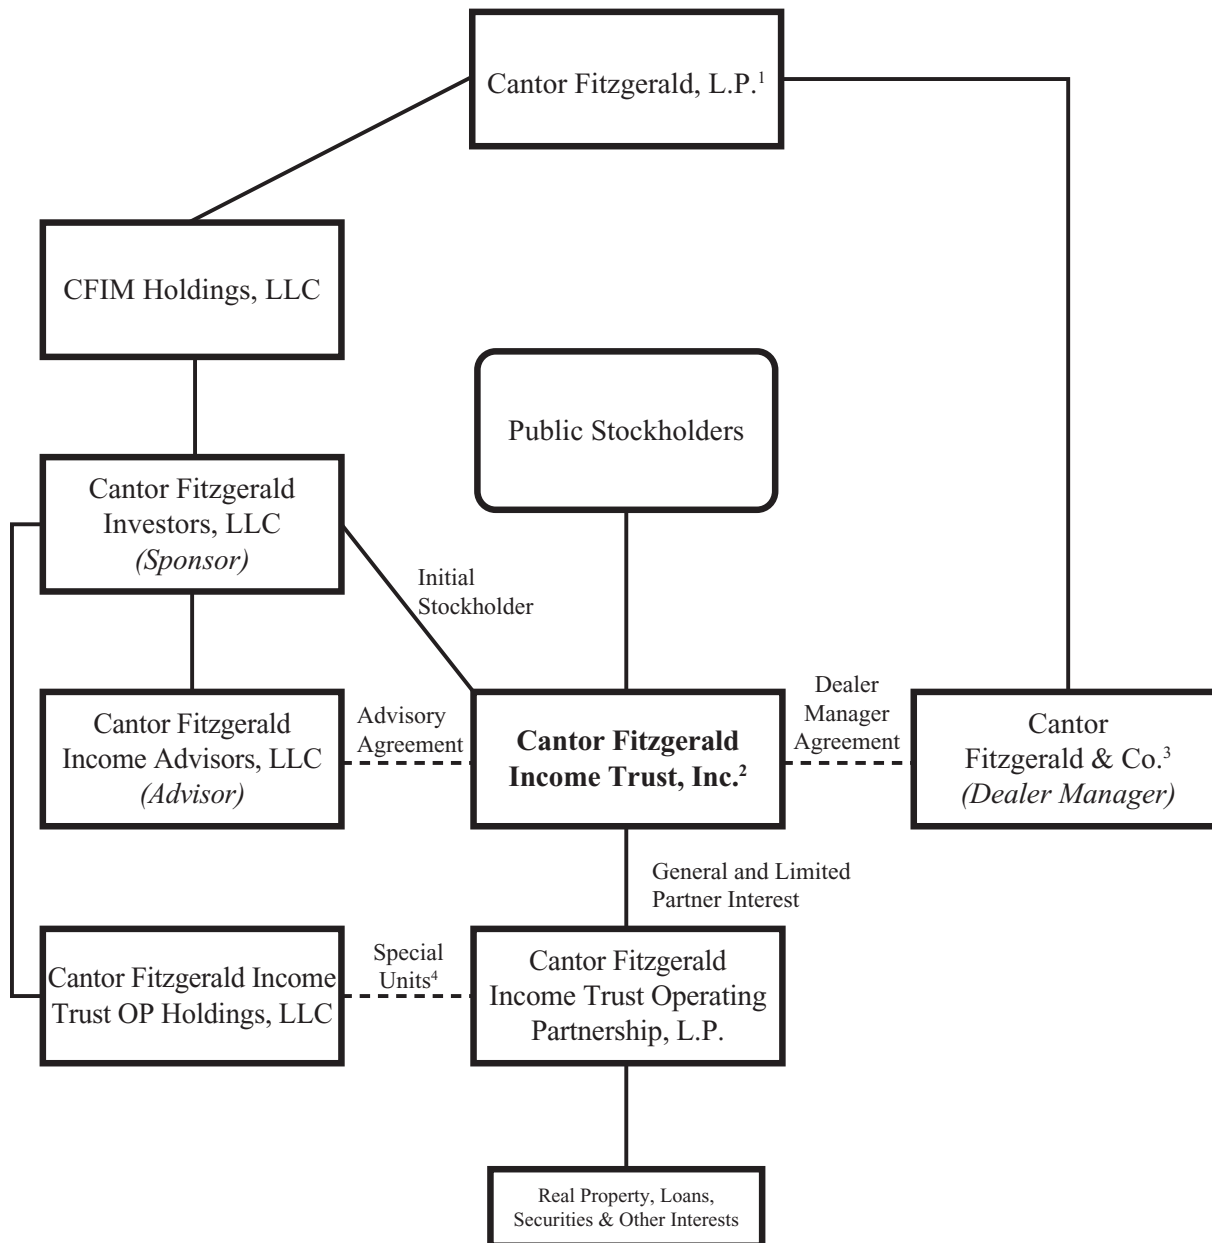 Cantor Fitzgerald, L.P.¹
CFIM Holdings, LLC
Public Stockholders
Cantor Fitzgerald
Investors, LLC
(Sponsor)
Initial
Stockholder
Cantor Fitzgerald
Income Advisors, LLC
(Advisor)
Advisory
Agreement
Cantor Fitzgerald
Income Trust, Inc.²
Dealer
Manager
Agreement
Cantor
Fitzgerald & Co.³
(Dealer Manager)
General and Limited
Partner Interest
Cantor Fitzgerald Income
Trust OP Holdings, LLC
Special
Units⁴
Cantor Fitzgerald
Income Trust Operating
Partnership, L.P.
Real Property, Loans,
Securities & Other Interests